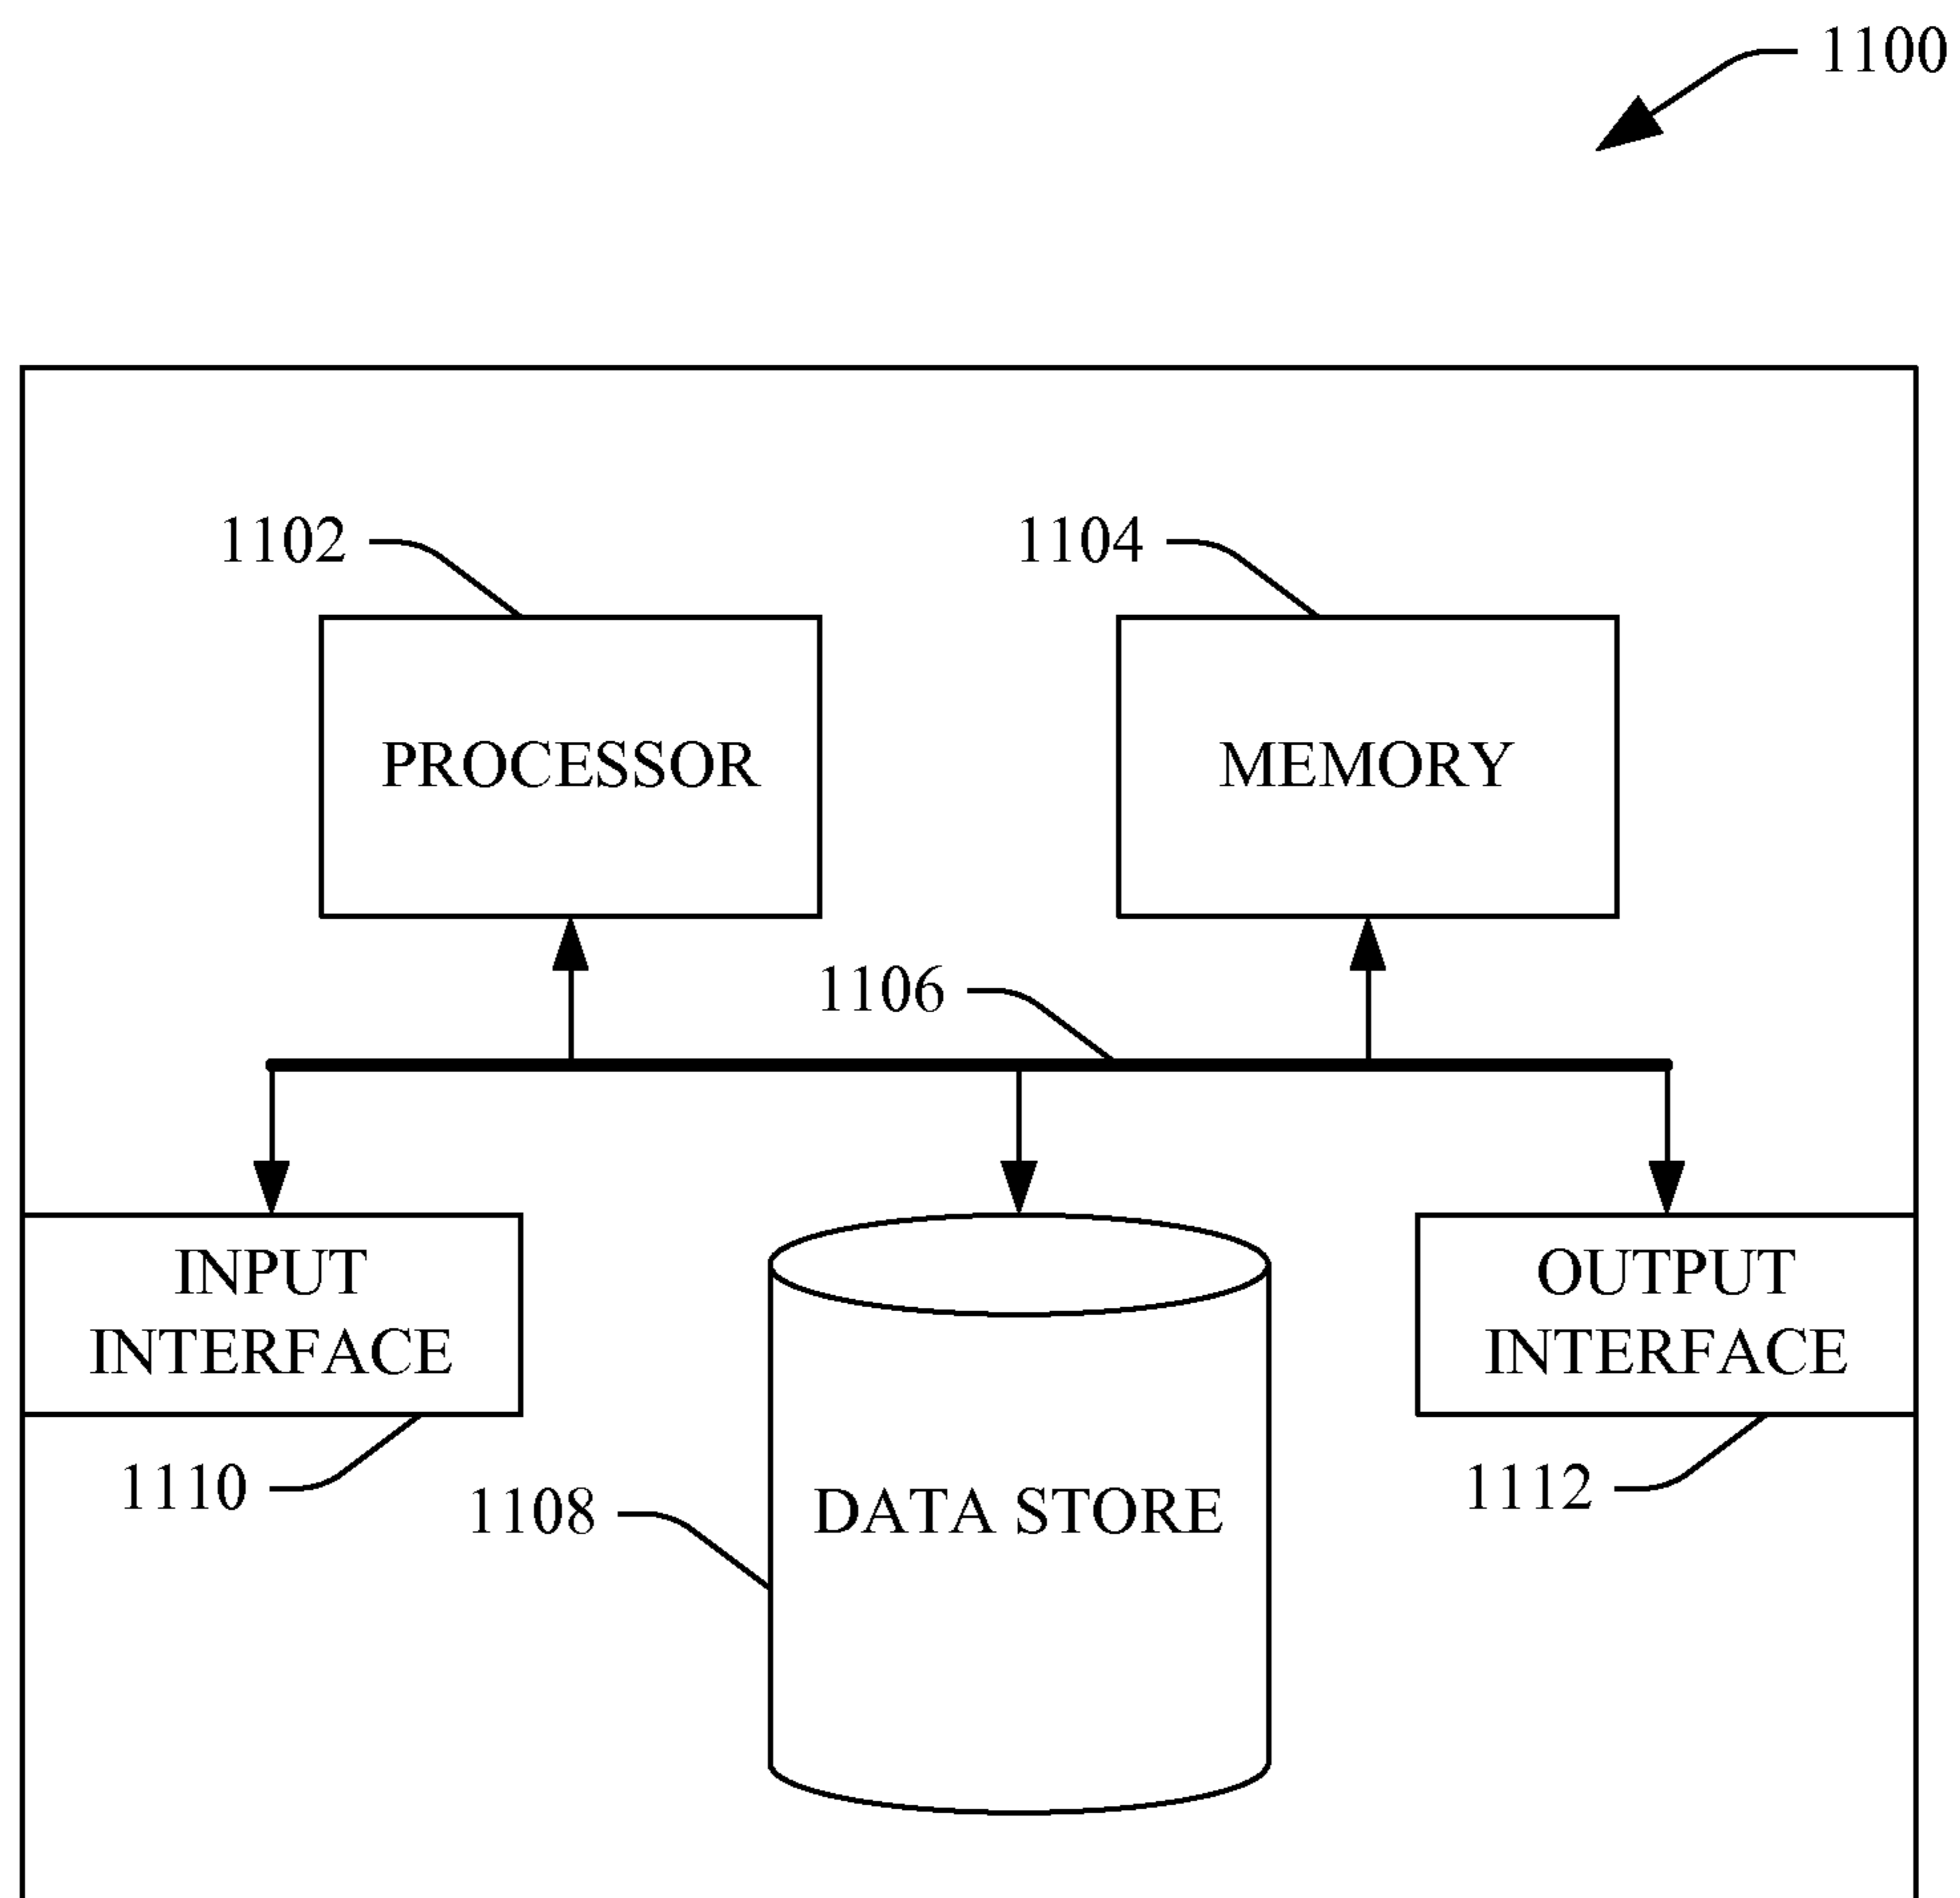 1100
1102
1104
PROCESSOR
MEMORY
1106
INPUT
INTERFACE
OUTPUT
INTERFACE
1110
1108
DATA STORE
1112